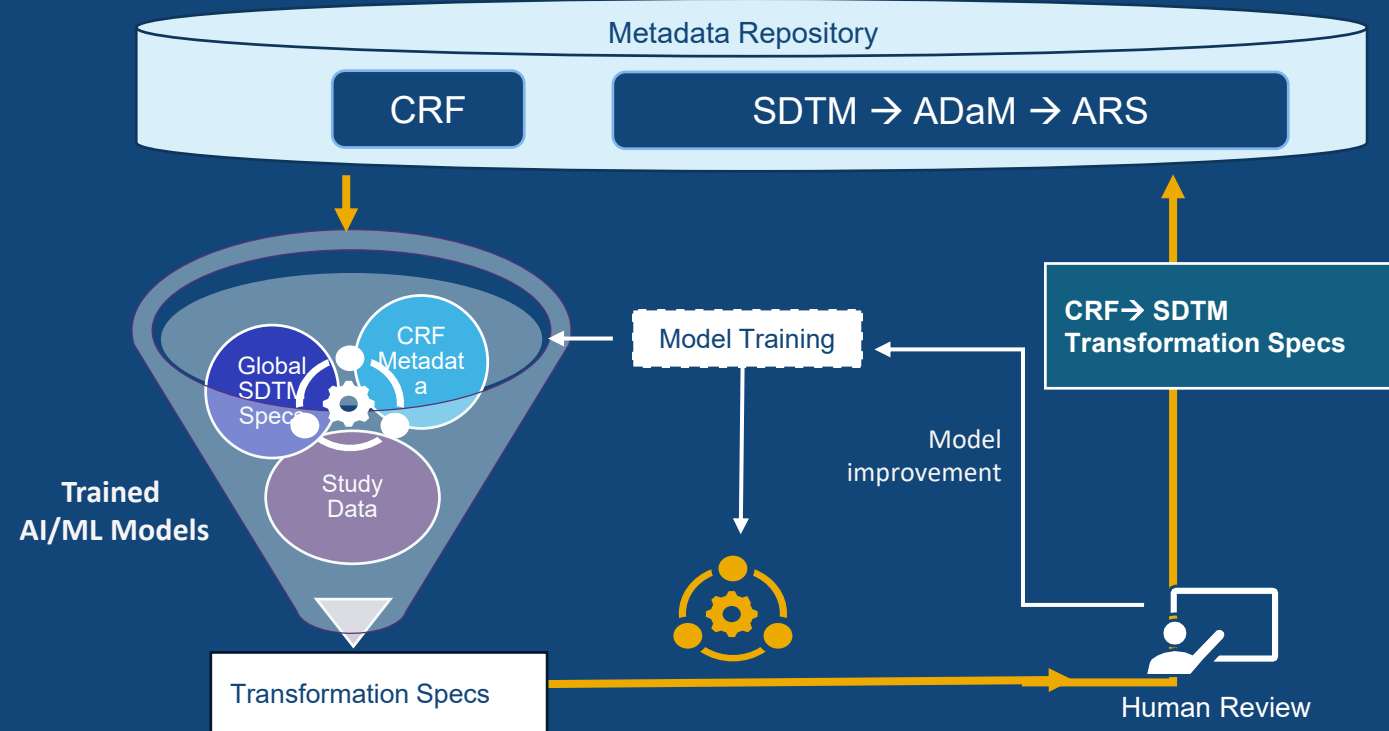 Metadata Repository
CRF
SDTM → ADaM → ARS
CRF
Metadat
a
Global
SDTM
Specs
Study
Data
Trained
AI/ML Models
Model Training
CRF→ SDTM
Transformation Specs
Model
improvement
Transformation Specs
Human Review